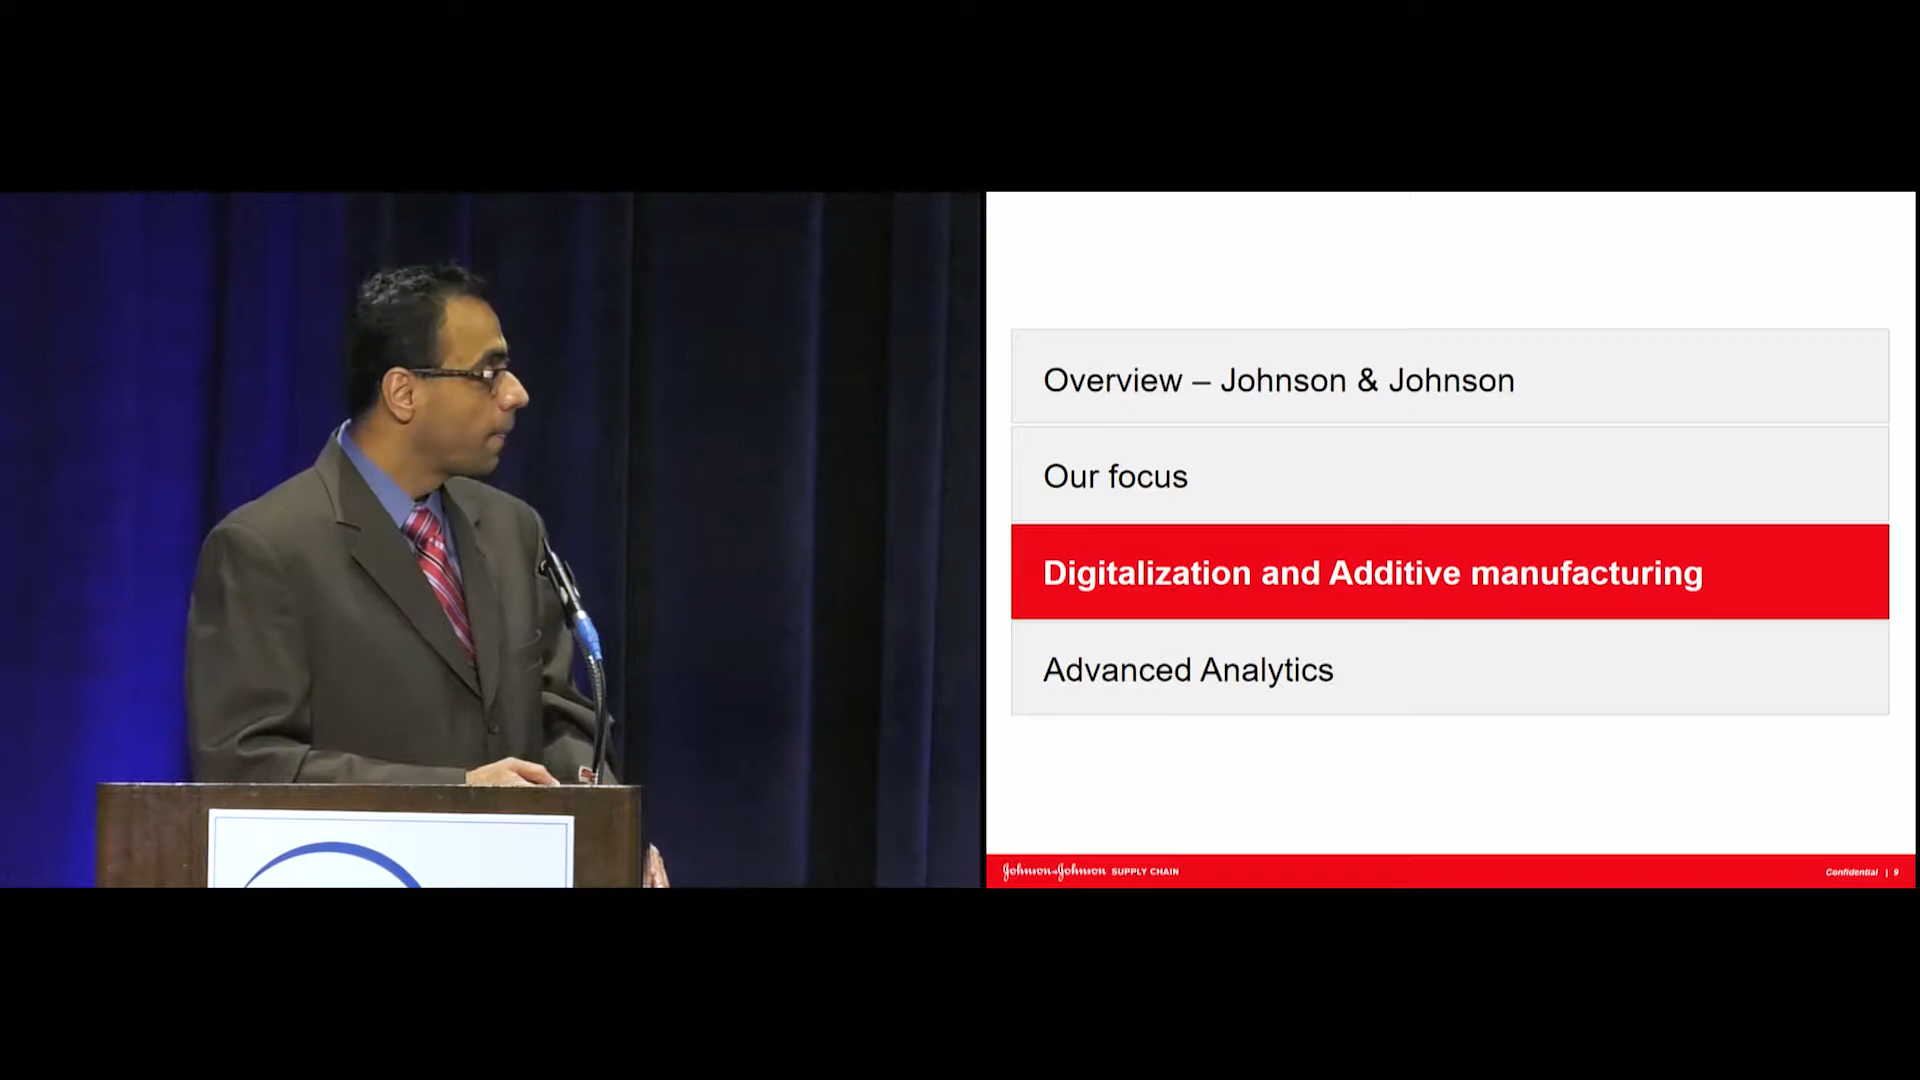 Overview – Johnson & Johnson
Our focus
Digitalization and Additive manufacturing
Advanced Analytics
Johnson & Johnson SUPPLY CHAIN
Confidential | 9